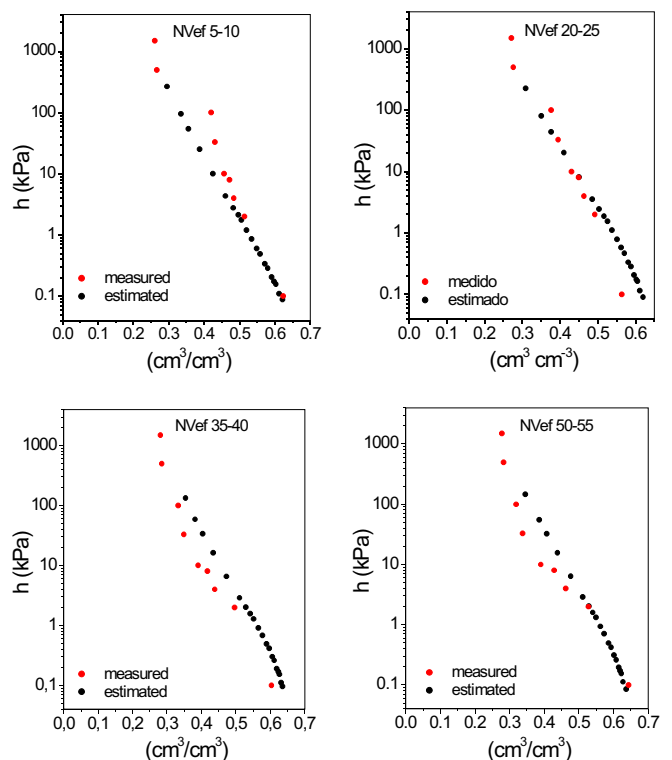 NVef 5-10
1000
100
10
1
0.1
h (kPa)
measured
estimated
0.0 0.1 0.2 0.3 0.4 0.5 0.6 0.7
(cm³/cm³)
NVef 20-25
1000
100
10
1
0.1
h (kPa)
medido
estimado
0.0 0.1 0.2 0.3 0.4 0.5 0.6
(cm³ cm⁻³)
NVef 35-40
1000
100
10
1
0,1
h (kPa)
measured
estimated
0,0 0,1 0,2 0,3 0,4 0,5 0,6 0,7
(cm³/cm³)
NVef 50-55
1000
100
10
1
0,1
h (kPa)
measured
estimated
0.0 0.1 0.2 0.3 0.4 0.5 0.6 0.7
(cm³/cm³)